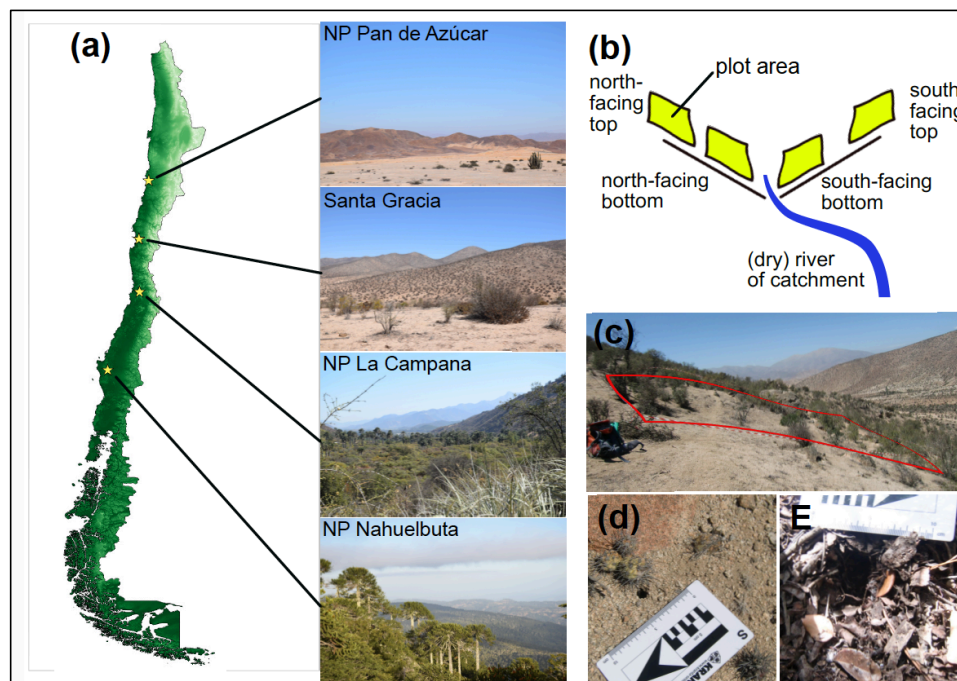 (a)
NP Pan de Azúcar
Santa Gracia
NP La Campana
NP Nahuelbuta
(b)
plot area
north-
facing
top
south-
facing
top
north-facing
bottom
south-facing
bottom
(dry) river
of catchment
(c)
(d)
S
KRAN
E